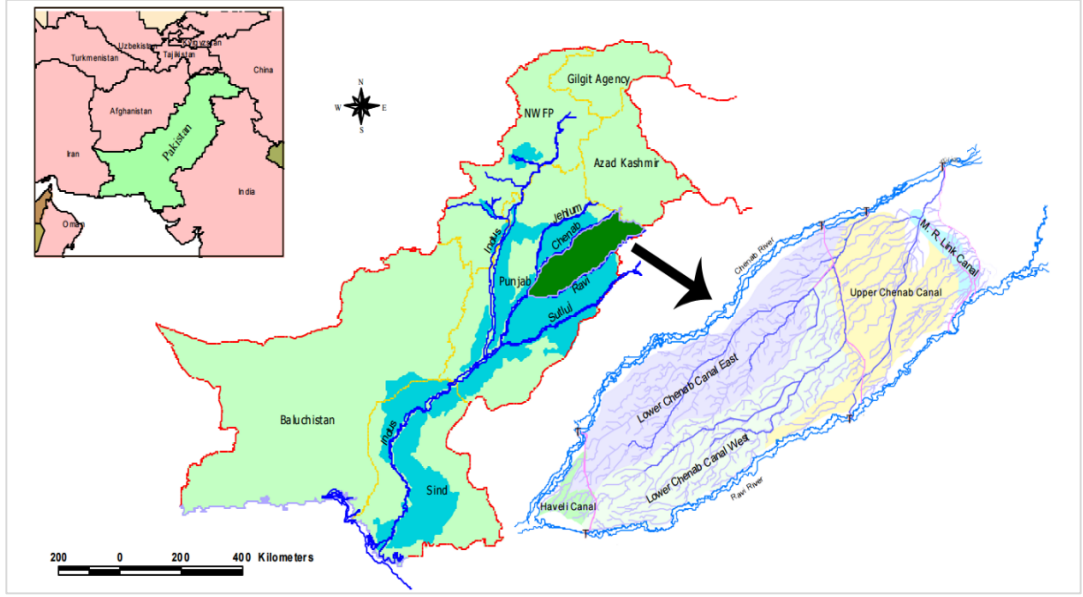 Uzbekistan
Kyrgyzstan
Turkmenistan
Tajikistan
China
Afghanistan
Pakistan
Iran
India
Oman
N
W
E
S
Gilgit Agency
NWFP
Azad Kashmir
Jehlum
Chenab
Indus
Punjab
Ravi
Sutlul
Baluchistan
Indus
Sind
200 0 200 400 Kilometers
Chenab River
M. R. Link Canal
Upper Chenab Canal
Lower Chenab Canal East
Lower Chenab Canal West
Ravi River
Haveli Canal
T
T
T
T
T